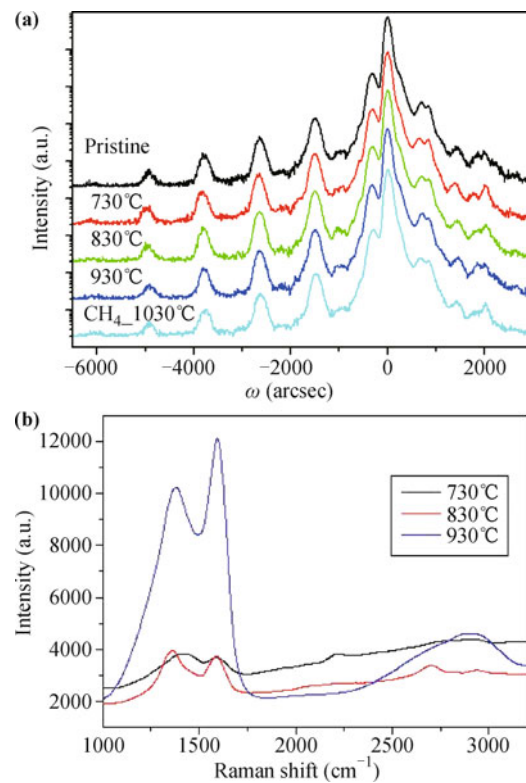 (a)
Intensity (a.u.)
Pristine
730℃
830℃
930℃
CH₄_1030℃
−6000 −4000 −2000 0 2000
ω (arcsec)
(b)
Intensity (a.u.)
12000
10000
8000
6000
4000
2000
730℃
830℃
930℃
1000 1500 2000 2500 3000
Raman shift (cm⁻¹)